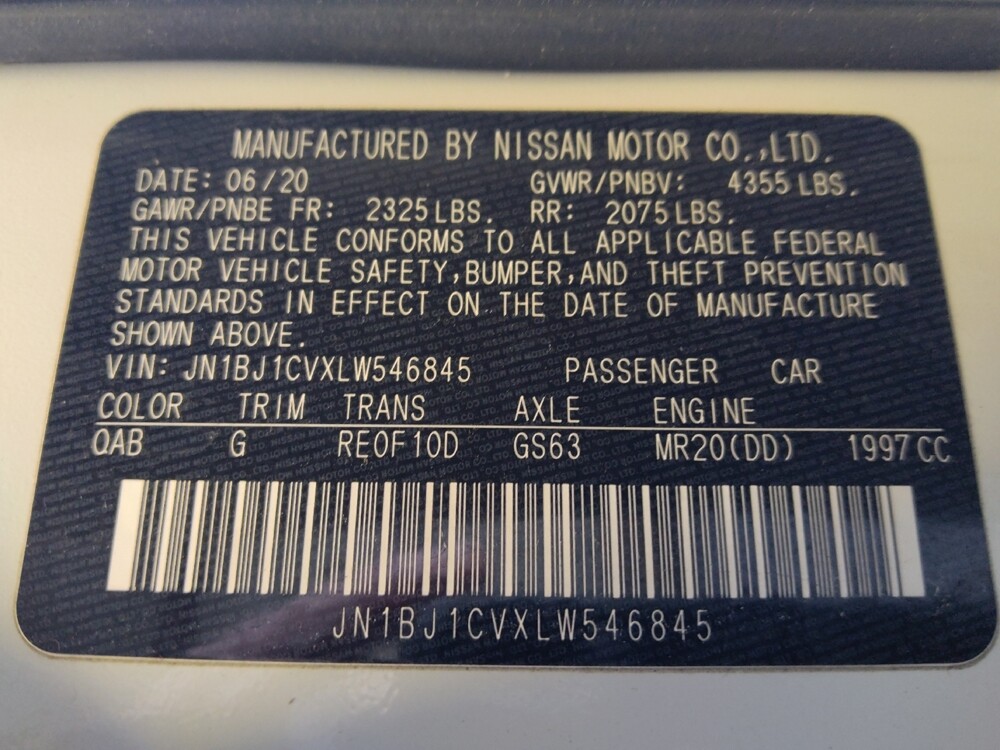 MANUFACTURED BY NISSAN MOTOR CO.,LTD.
DATE: 06/20 GVWR/PNBV: 4355 LBS.
GAWR/PNBE FR: 2325 LBS. RR: 2075 LBS.
THIS VEHICLE CONFORMS TO ALL APPLICABLE FEDERAL
MOTOR VEHICLE SAFETY, BUMPER, AND THEFT PREVENTION
STANDARDS IN EFFECT ON THE DATE OF MANUFACTURE
SHOWN ABOVE.
VIN: JN1BJ1CVXLW546845 PASSENGER CAR
COLOR TRIM TRANS AXLE ENGINE
QAB G RE0F10D GS63 MR20(DD) 1997 CC
JN1BJ1CVXLW546845